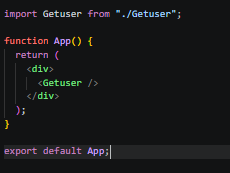 import Getuser from "./Getuser";

function App() {
  return (
    <div>
      <Getuser />
    </div>
  );
}

export default App;